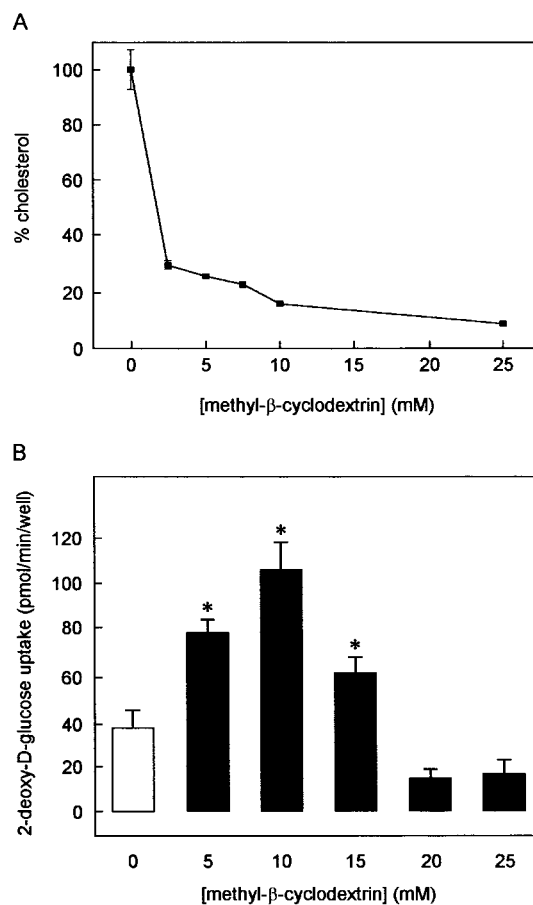 A
% cholesterol
100
80
60
40
20
0
0 5 10 15 20 25
[methyl-β-cyclodextrin] (mM)
B
2-deoxy-D-glucose uptake (pmol/min/well)
120
100
80
60
40
20
0
* * *
0 5 10 15 20 25
[methyl-β-cyclodextrin] (mM)